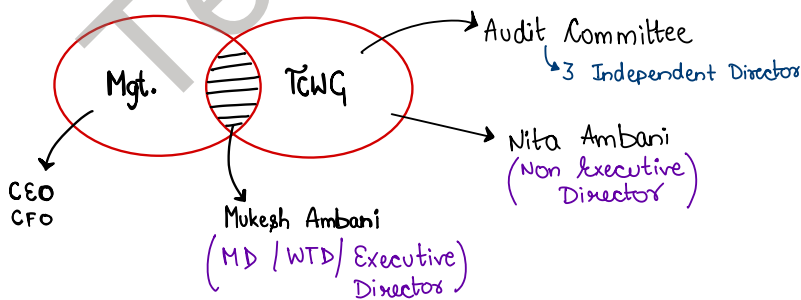 Audit Committee
3 Independent Director
Mgt.
TCWG
Nita Ambani
(Non Executive
Director)
CEO
CFO
Mukesh Ambani
(MD / WTD / Executive
Director)